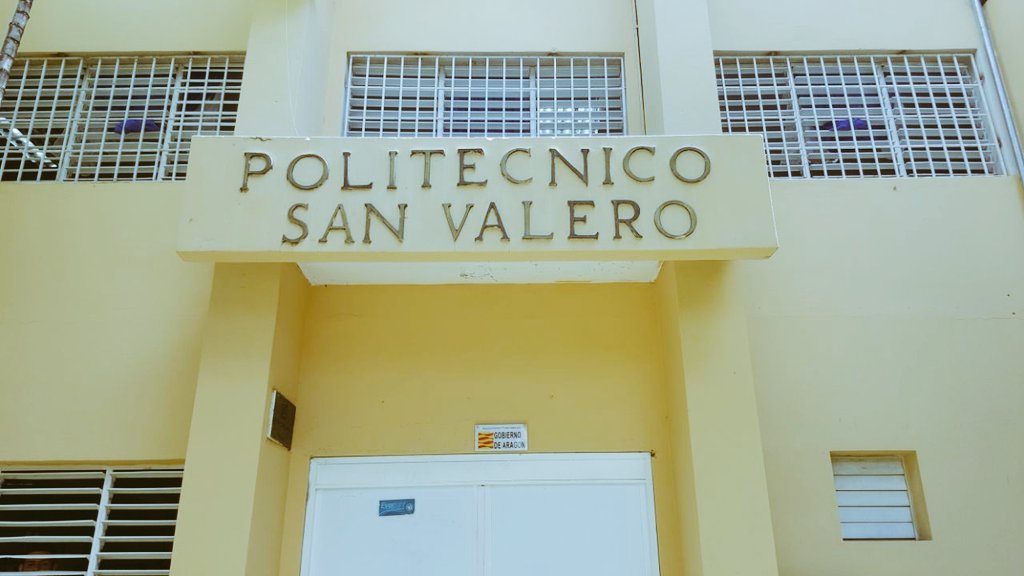 POLITECNICO
SAN VALERO
GOBIERNO
DE ARAGON